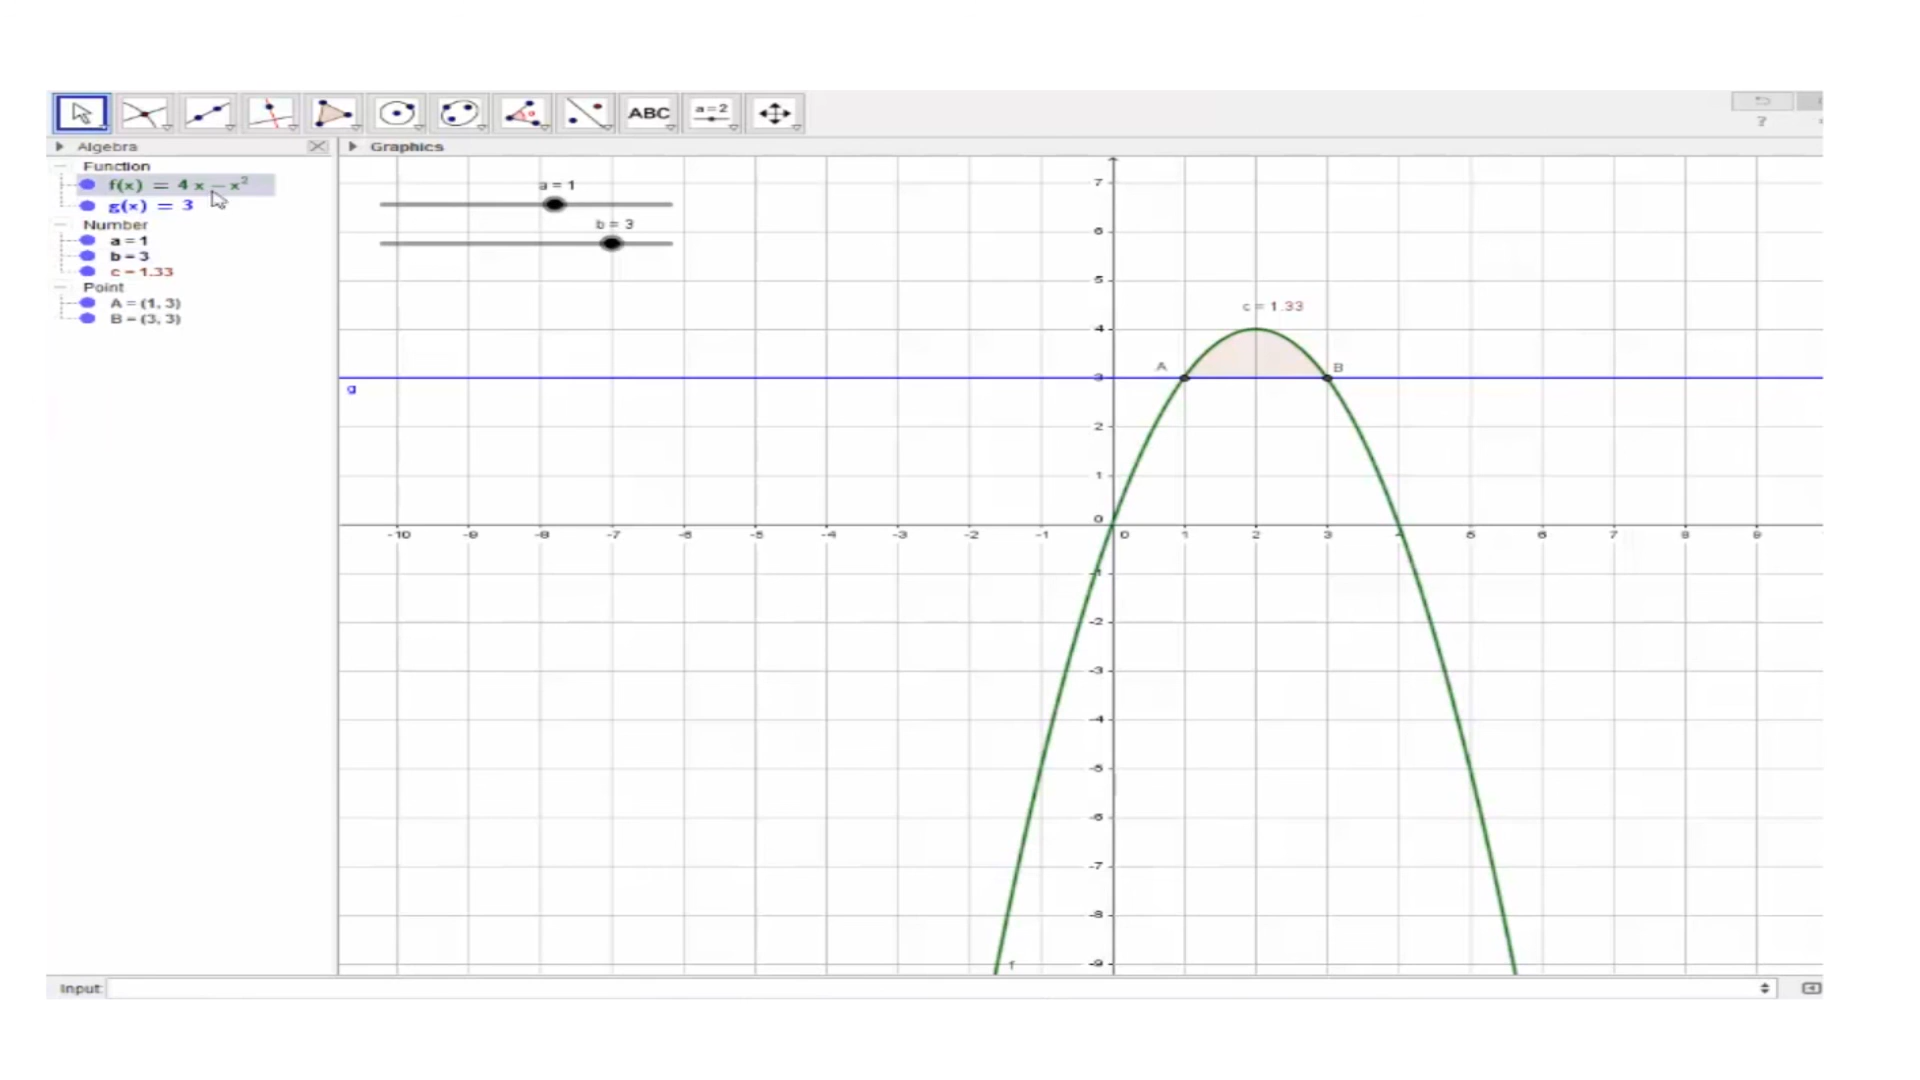 ABC
a=2
?
Algebra
Graphics
Function
f(x) = 4 x − x²
g(x) = 3
Number
a = 1
b = 3
c = 1.33
Point
A = (1, 3)
B = (3, 3)
a = 1
b = 3
c = 1.33
A
B
g
f
7
6
5
4
3
2
1
0
-10 -9 -8 -7 -6 -5 -4 -3 -2 -1 0 1 2 3 4 5 6 7 8 9
-1
-2
-3
-4
-5
-6
-7
-8
-9
Input: